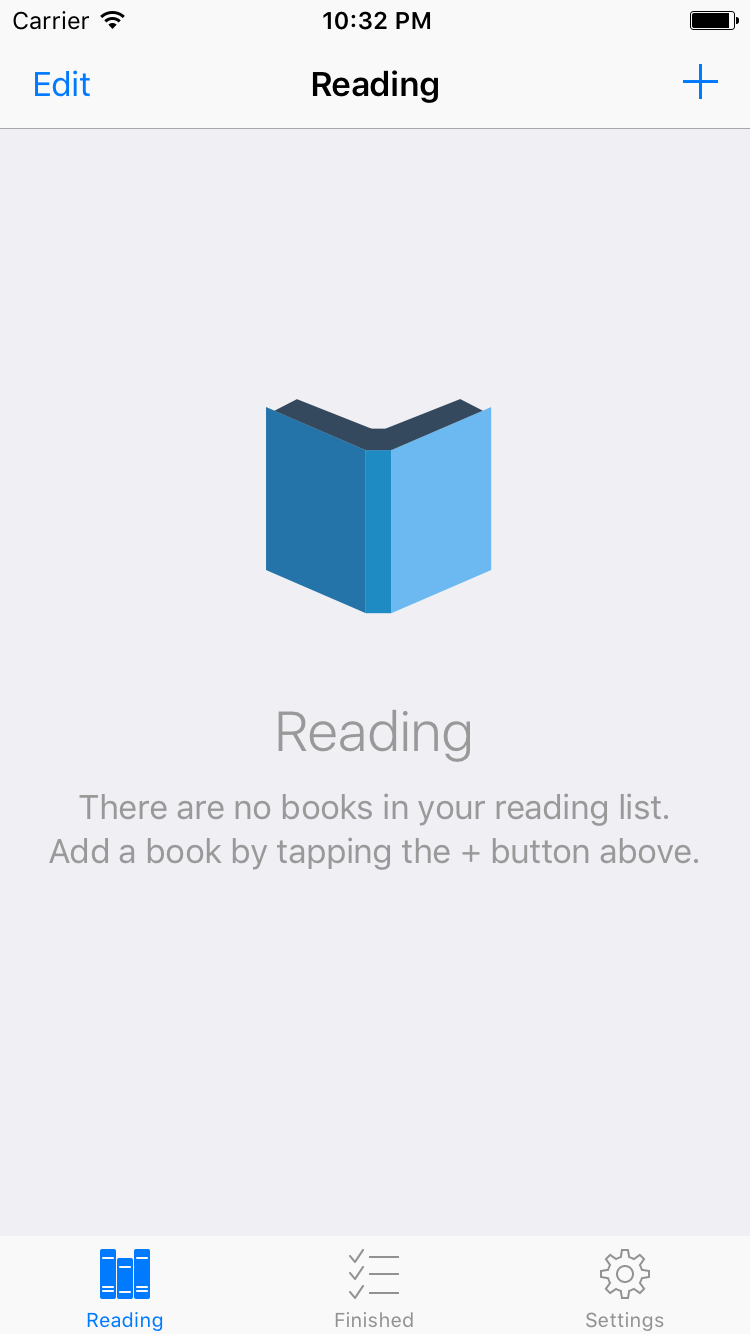 Carrier 10:32 PM
Edit Reading +
Reading
There are no books in your reading list.
Add a book by tapping the + button above.
Reading Finished Settings